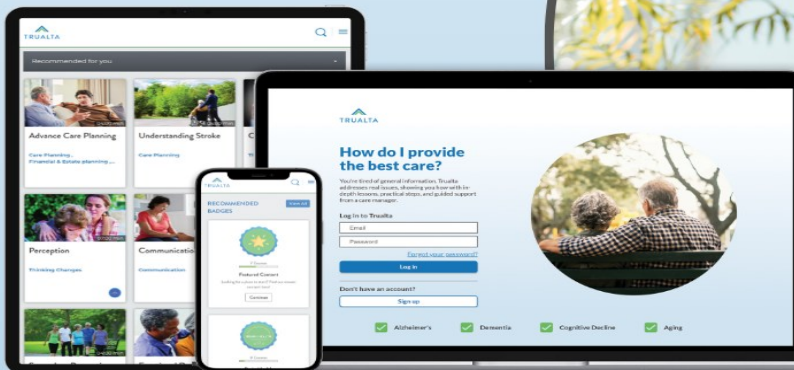 TRUALTA
Recommended for you
Advance Care Planning
Care Planning,
Financial & Estate planning ...
Understanding Stroke
Care Planning
C
Perception
Thinking Changes
Communication
Communication
TRUALTA
RECOMMENDED
BADGES
View All
Featured Content
Continue
TRUALTA
How do I provide
the best care?
You're tired of general information, Trualta
addresses real issues, showing you how with in-
depth lessons, practical steps, and guided support
from a care manager.
Log in to Trualta
Email
Password
Forgot your password?
Log in
Don't have an account?
Sign up
Alzheimer's
Dementia
Cognitive Decline
Aging